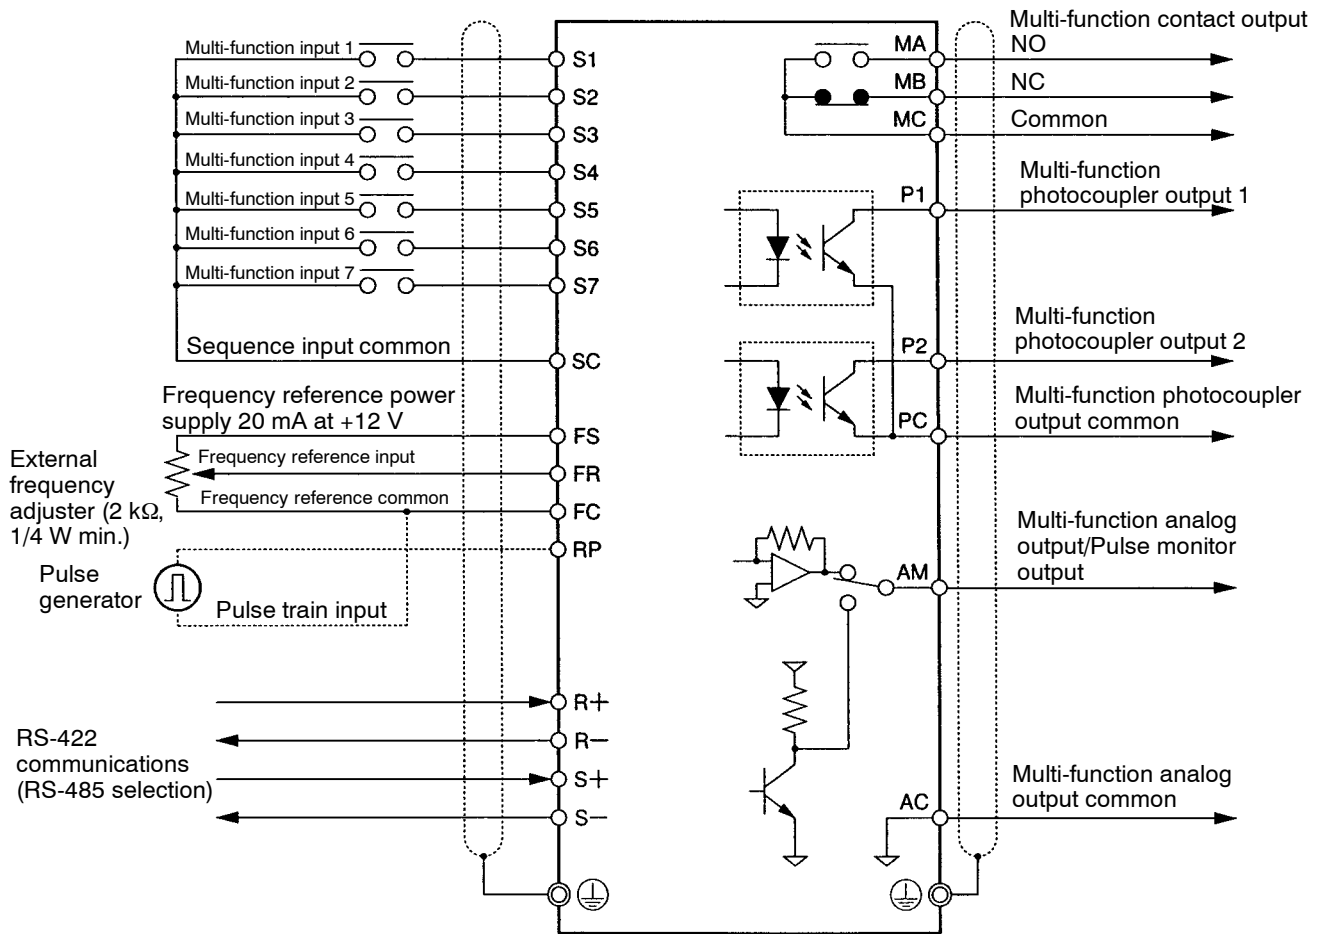 Multi-function input 1
S1
Multi-function input 2
S2
Multi-function input 3
S3
Multi-function input 4
S4
Multi-function input 5
S5
Multi-function input 6
S6
Multi-function input 7
S7
Sequence input common
SC
Frequency reference power
supply 20 mA at +12 V
FS
External
frequency
adjuster (2 kΩ,
1/4 W min.)
Frequency reference input
FR
Frequency reference common
FC
RP
Pulse
generator
Pulse train input
RS-422
communications
(RS-485 selection)
R+
R−
S+
S−
Multi-function contact output
MA
NO
MB
NC
MC
Common
P1
Multi-function
photocoupler output 1
P2
Multi-function
photocoupler output 2
PC
Multi-function photocoupler
output common
AM
Multi-function analog
output/Pulse monitor
output
AC
Multi-function analog
output common